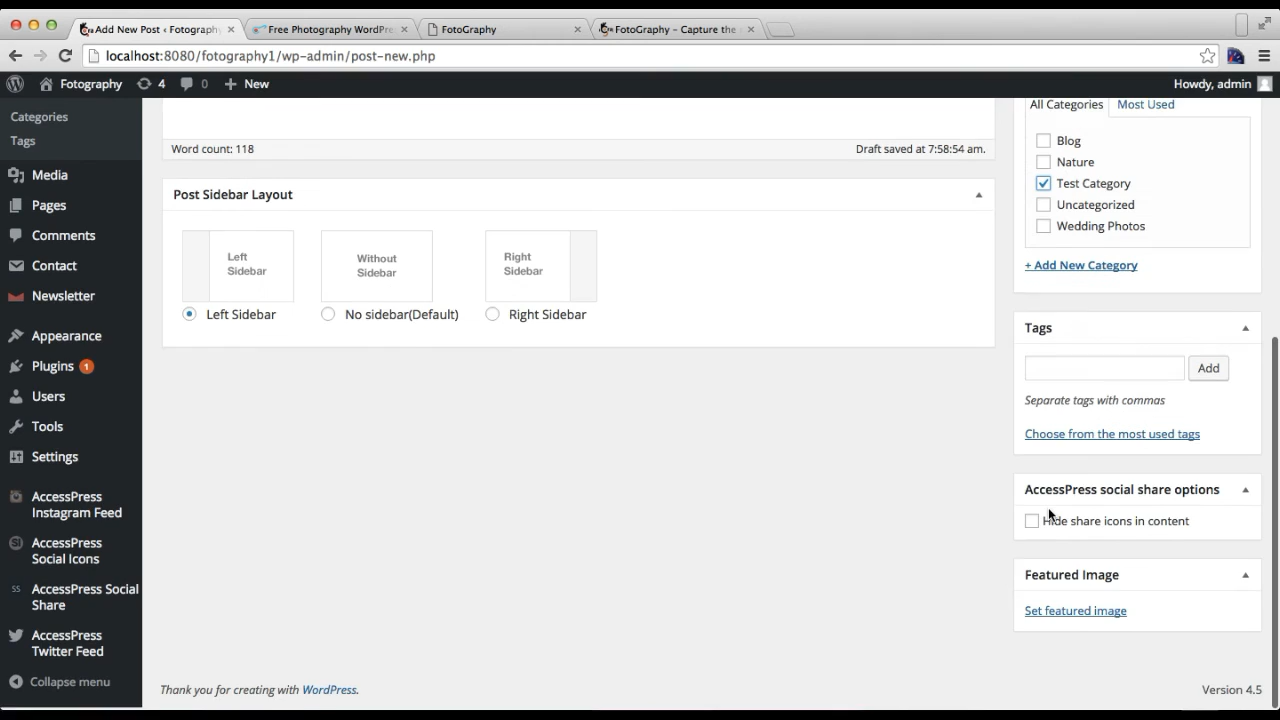 Add New Post ‹ Fotography
Free Photography WordPre
FotoGraphy
FotoGraphy – Capture the
localhost:8080/fotography1/wp-admin/post-new.php
Fotography
4
0
New
Howdy, admin
Categories
Tags
Media
Pages
Comments
Contact
Newsletter
Appearance
Plugins 1
Users
Tools
Settings
AccessPress
Instagram Feed
AccessPress
Social Icons
AccessPress Social
Share
AccessPress
Twitter Feed
Collapse menu
Word count: 118
Draft saved at 7:58:54 am.
Post Sidebar Layout
Left
Sidebar
Without
Sidebar
Right
Sidebar
Left Sidebar
No sidebar(Default)
Right Sidebar
All Categories
Most Used
Blog
Nature
Test Category
Uncategorized
Wedding Photos
+ Add New Category
Tags
Add
Separate tags with commas
Choose from the most used tags
AccessPress social share options
Hide share icons in content
Featured Image
Set featured image
Thank you for creating with WordPress.
Version 4.5